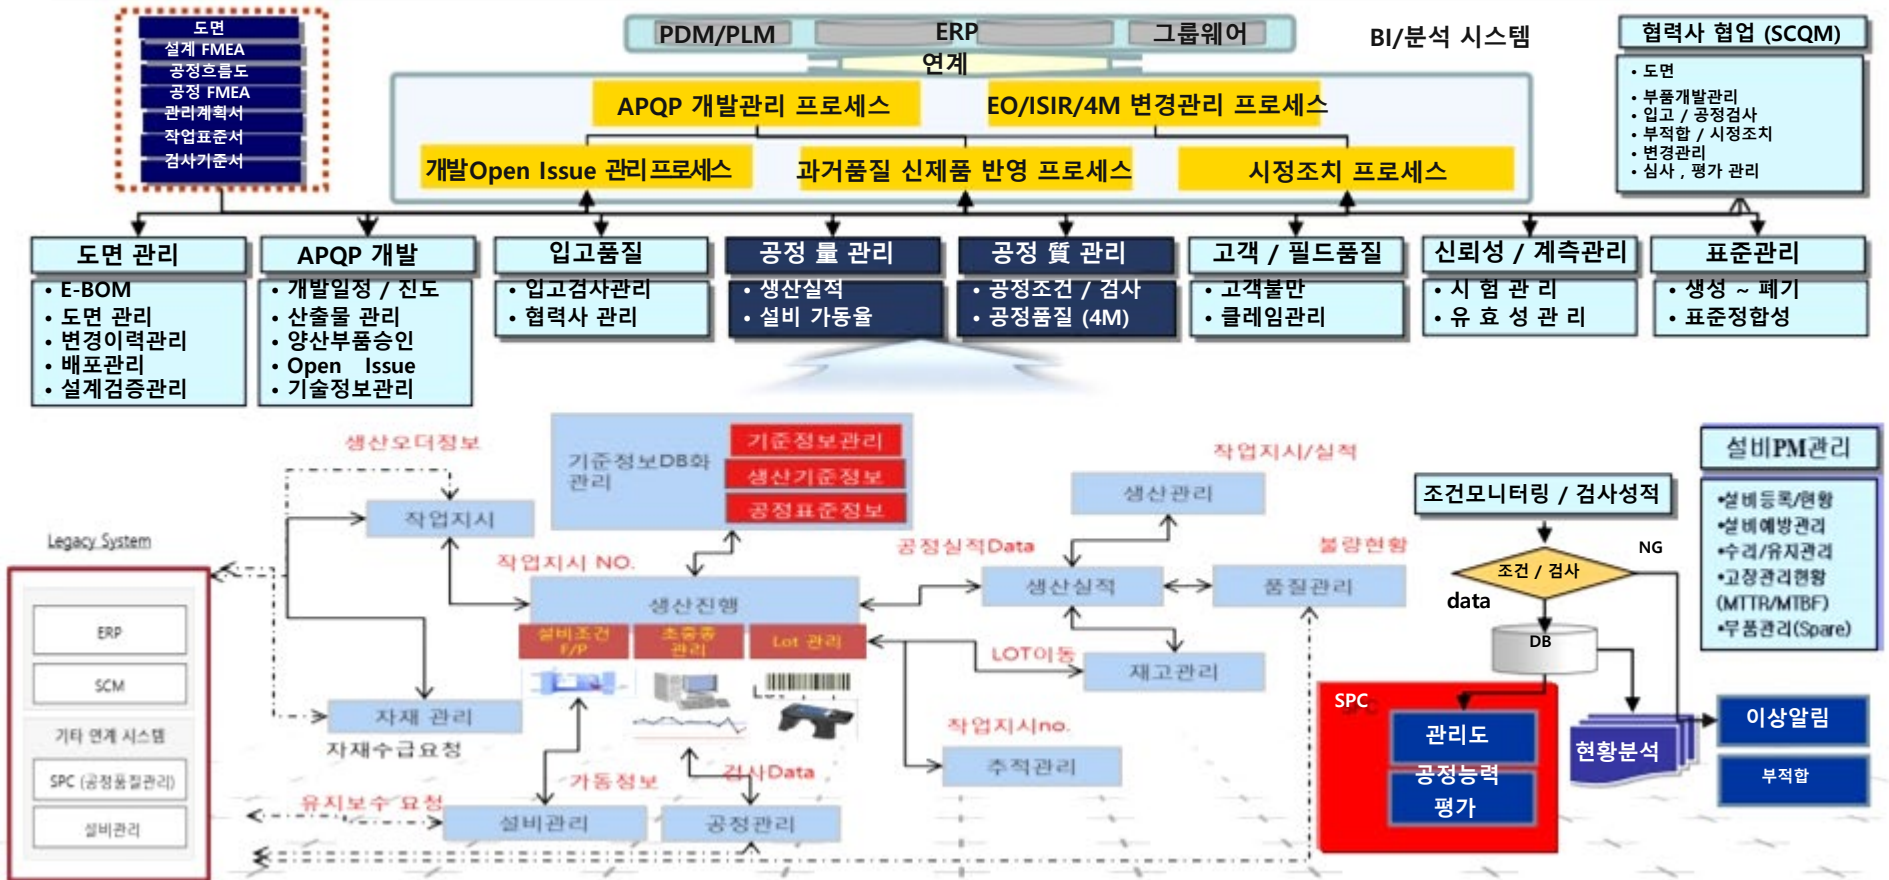 도면
설계 FMEA
공정흐름도
공정 FMEA
관리계획서
작업표준서
검사기준서
PDM/PLM
ERP
그룹웨어
연계
BI/분석 시스템
APQP 개발관리 프로세스
EO/ISIR/4M 변경관리 프로세스
개발Open Issue 관리프로세스
과거품질 신제품 반영 프로세스
시정조치 프로세스
협력사 협업 (SCQM)
• 도면
• 부품개발관리
• 입고 / 공정검사
• 부적합 / 시정조치
• 변경관리
• 심사 , 평가 관리
도면 관리
• E-BOM
• 도면 관리
• 변경이력관리
• 배포관리
• 설계검증관리
APQP 개발
• 개발일정 / 진도
• 산출물 관리
• 양산부품승인
• Open Issue
• 기술정보관리
입고품질
• 입고검사관리
• 협력사 관리
공정 量 관리
• 생산실적
• 설비 가동율
공정 質 관리
• 공정조건 / 검사
• 공정품질 (4M)
고객 / 필드품질
• 고객불만
• 클레임관리
신뢰성 / 계측관리
• 시 험 관 리
• 유 효 성 관 리
표준관리
• 생성 ~ 폐기
• 표준정합성
생산오더정보
작업지시
기준정보DB화
관리
기준정보관리
생산기준정보
공정표준정보
작업지시 NO.
생산진행
설비조건
F/P
초중종
관리
Lot 관리
공정실적Data
작업지시/실적
생산관리
불량현황
생산실적
품질관리
LOT이동
재고관리
작업지시no.
추적관리
Legacy System
ERP
SCM
기타 연계 시스템
SPC (공정품질관리)
설비관리
자재 관리
자재수급요청
유지보수 요청
가동정보
검사Data
설비관리
공정관리
조건모니터링 / 검사성적
조건 / 검사
NG
data
DB
SPC
관리도
공정능력
평가
현황분석
이상알림
부적합
설비PM관리
•설비등록/현황
•설비예방관리
•수리/유지관리
•고장관리현황
(MTTR/MTBF)
•부품관리(Spare)